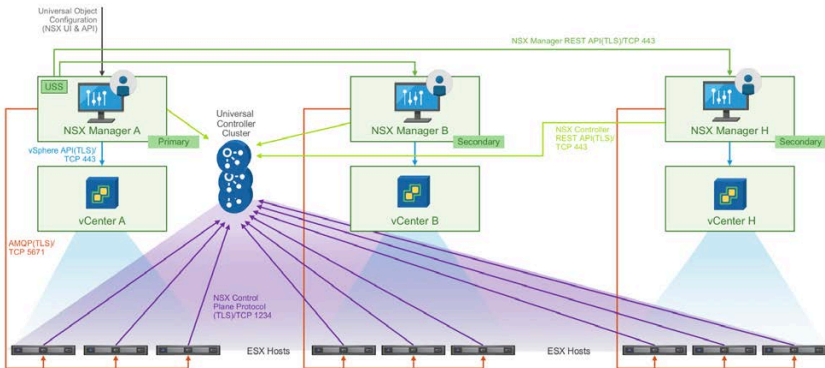 Universal Object
Configuration
(NSX UI & API)
NSX Manager REST API(TLS)/TCP 443
USS
NSX Manager A
Primary
Universal
Controller
Cluster
NSX Manager B
Secondary
NSX Controller
REST API(TLS)/
TCP 443
NSX Manager H
Secondary
vSphere API(TLS)/
TCP 443
vCenter A
vCenter B
vCenter H
AMQP(TLS)/
TCP 5671
NSX Control
Plane Protocol
(TLS)/TCP 1234
ESX Hosts
ESX Hosts